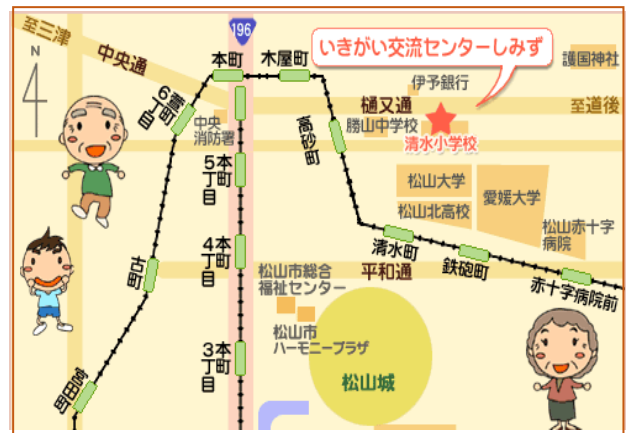 至三津
中央通
196
本町
木屋町
いきがい交流センターしみず
護国神社
N
伊予銀行
樋又通
至道後
6萱町
丁目
中央
消防署
高砂町
勝山中学校
清水小学校
5本町
丁目
松山大学
愛媛大学
松山北高校
松山赤十字
病院
4本町
丁目
清水町
鉄砲町
赤十字病院前
古町
松山市総合
福祉センター
平和通
松山市
ハーモニープラザ
3本町
丁目
松山城
宮田町